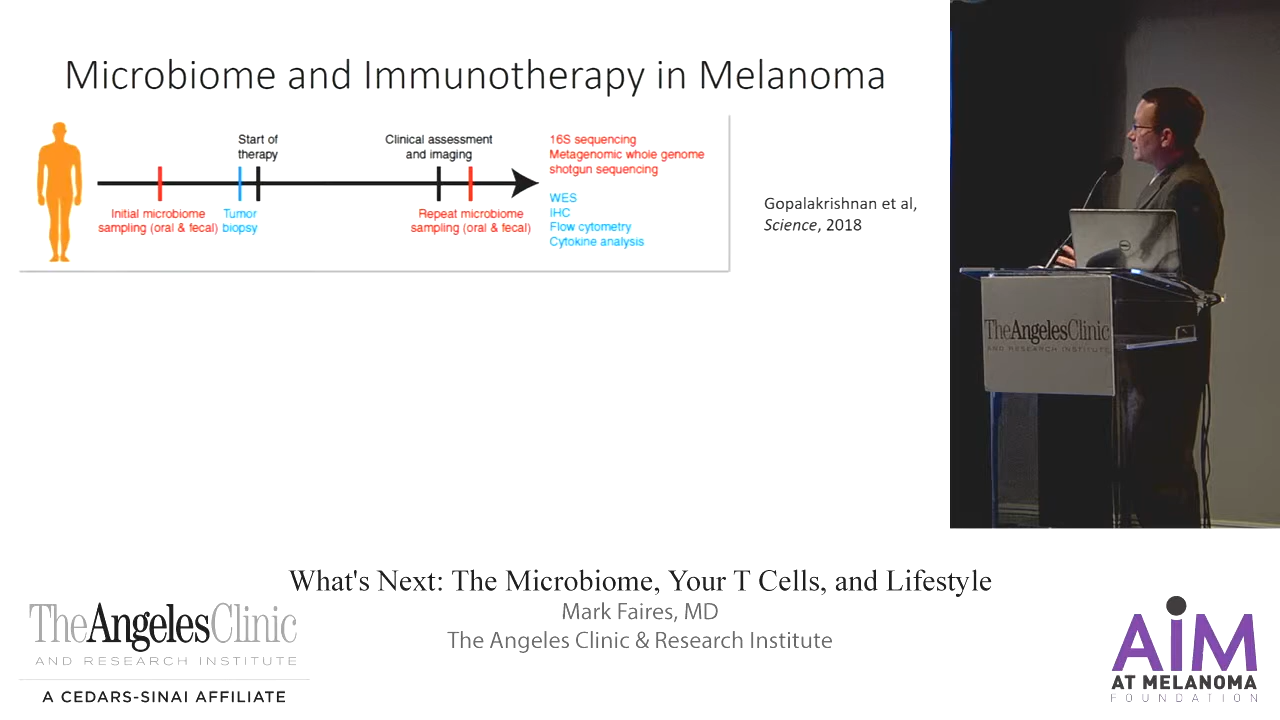 Microbiome and Immunotherapy in Melanoma
Start of
therapy
Clinical assessment
and imaging
Initial microbiome
sampling (oral & fecal)
Tumor
biopsy
Repeat microbiome
sampling (oral & fecal)
16S sequencing
Metagenomic whole genome
shotgun sequencing
WES
IHC
Flow cytometry
Cytokine analysis
Gopalakrishnan et al,
Science, 2018
TheAngelesClinic
AND RESEARCH INSTITUTE
What's Next: The Microbiome, Your T Cells, and Lifestyle
Mark Faires, MD
The Angeles Clinic & Research Institute
TheAngelesClinic
AND RESEARCH INSTITUTE
A CEDARS-SINAI AFFILIATE
AiM
AT MELANOMA
FOUNDATION